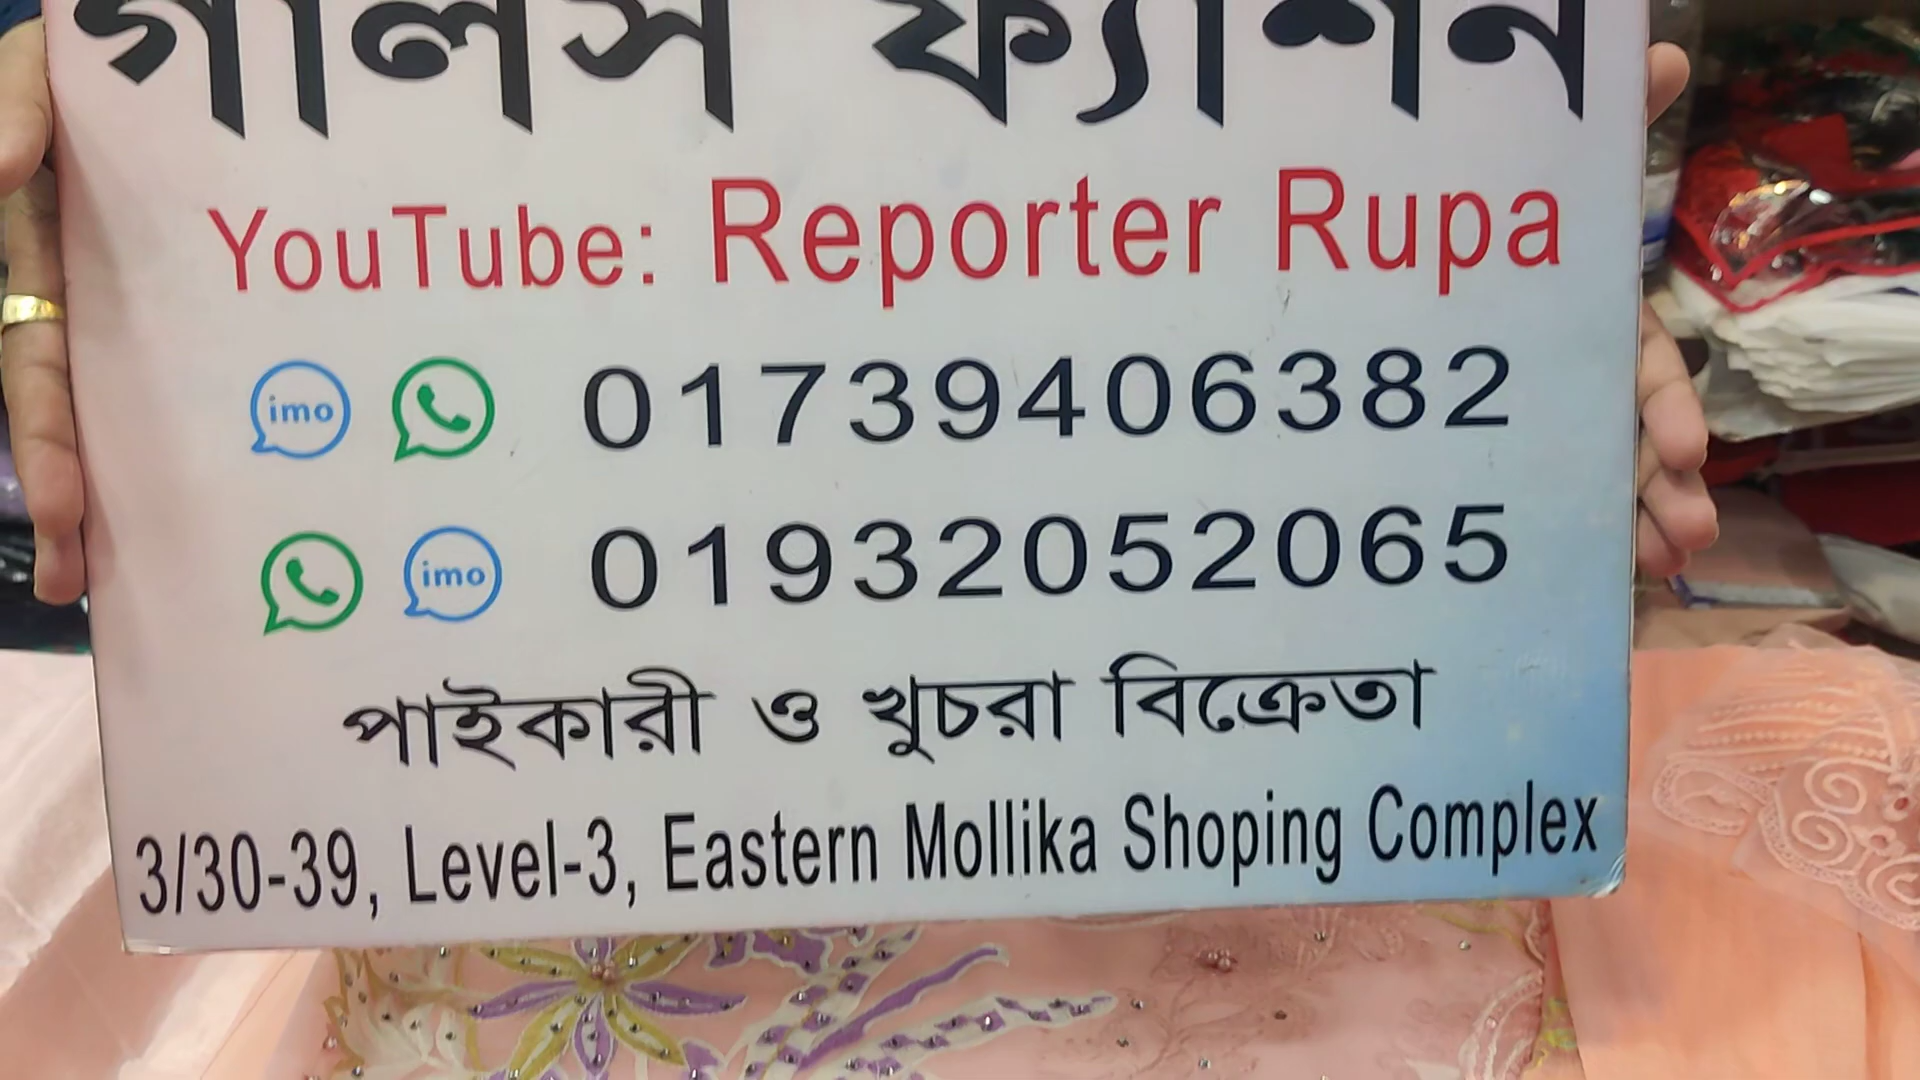 গার্লস ফ্যাশন
YouTube: Reporter Rupa
imo 01739406382
imo 01932052065
পাইকারী ও খুচরা বিক্রেতা
3/30-39, Level-3, Eastern Mollika Shoping Complex